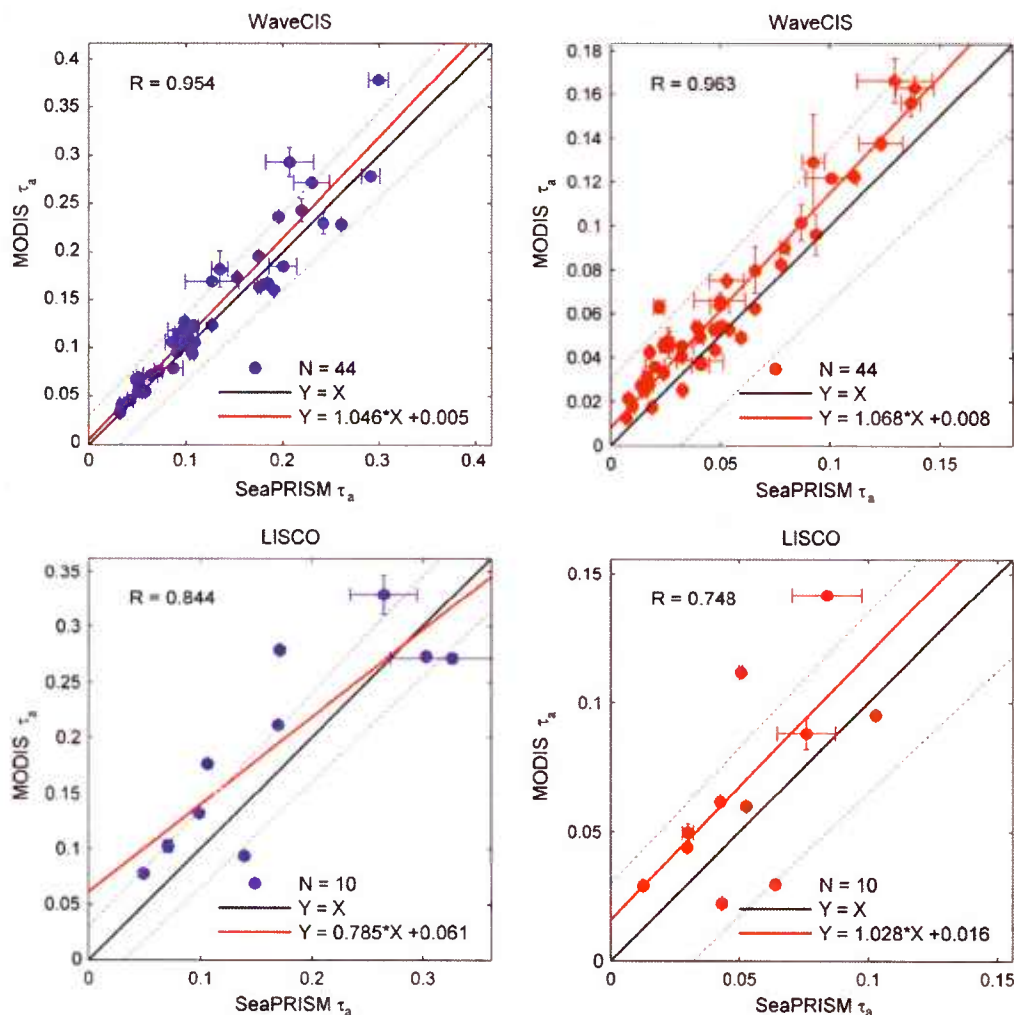 WaveCIS
0.4
0.35
0.3
0.25
0.2
0.15
0.1
0.05
0
MODIS τa
R = 0.954
N = 44
Y = X
Y = 1.046*X +0.005
0 0.1 0.2 0.3 0.4
SeaPRISM τa
WaveCIS
0.18
0.16
0.14
0.12
0.1
0.08
0.06
0.04
0.02
0
MODIS τa
R = 0.963
N = 44
Y = X
Y = 1.068*X +0.008
0 0.05 0.1 0.15
SeaPRISM τa
LISCO
0.35
0.3
0.25
0.2
0.15
0.1
0.05
0
MODIS τa
R = 0.844
N = 10
Y = X
Y = 0.785*X +0.061
0 0.1 0.2 0.3
SeaPRISM τa
LISCO
0.15
0.1
0.05
0
MODIS τa
R = 0.748
N = 10
Y = X
Y = 1.028*X +0.016
0 0.05 0.1 0.15
SeaPRISM τa